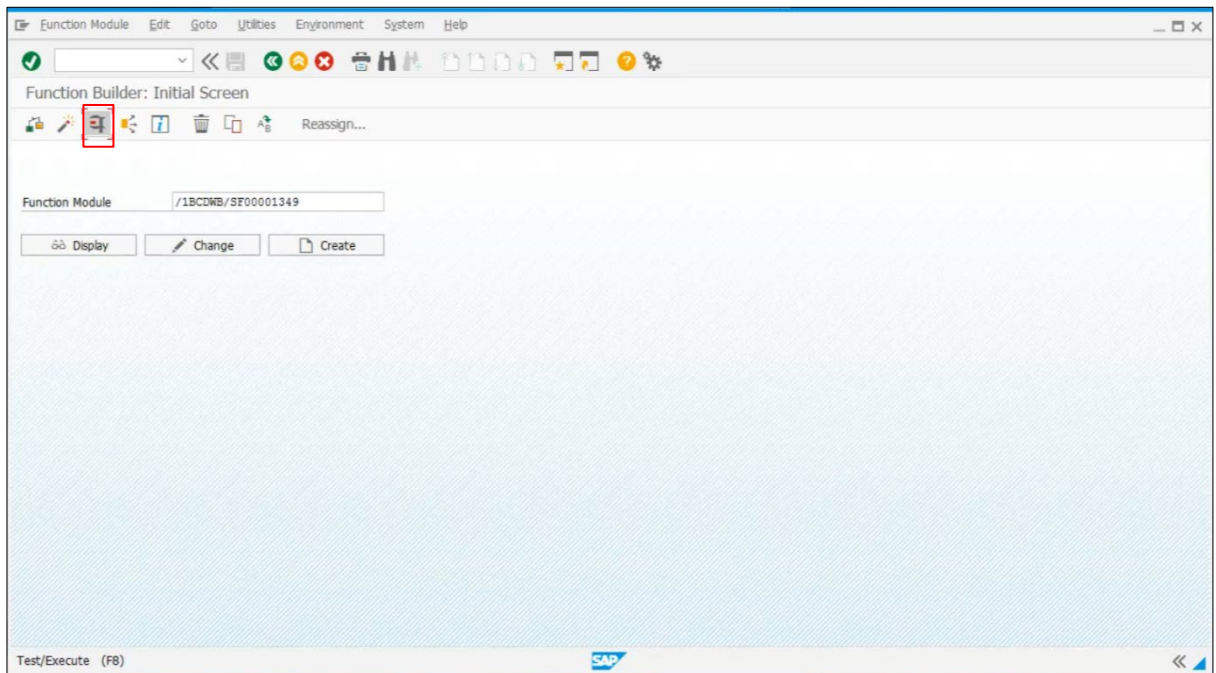 Function Module Edit Goto Utilities Environment System Help
Function Builder: Initial Screen
Reassign...
Function Module /1BCDWB/SF00001349
Display Change Create
Test/Execute (F8) SAP